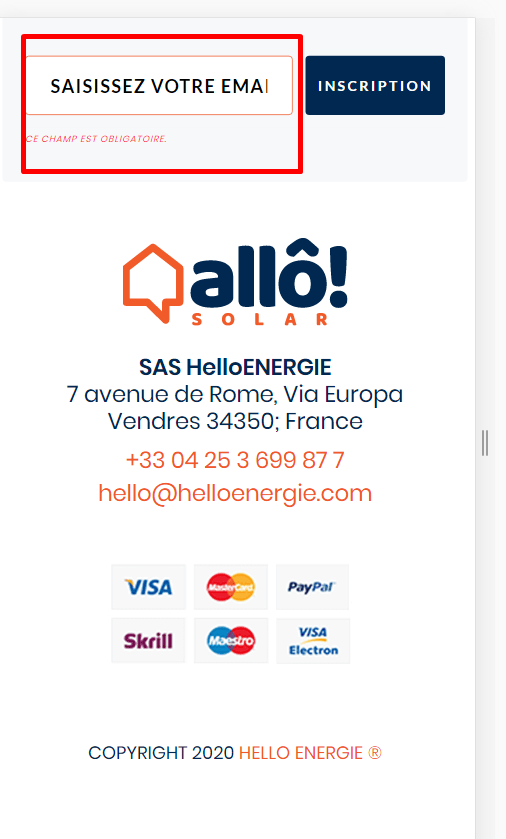 SAISISSEZ VOTRE EMAI
INSCRIPTION
CE CHAMP EST OBLIGATOIRE.
allô!
SOLAR
SAS HelloENERGIE
7 avenue de Rome, Via Europa
Vendres 34350; France
+33 04 25 3 699 87 7
hello@helloenergie.com
VISA MasterCard PayPal
Skrill Maestro VISA Electron
COPYRIGHT 2020 HELLO ENERGIE ®